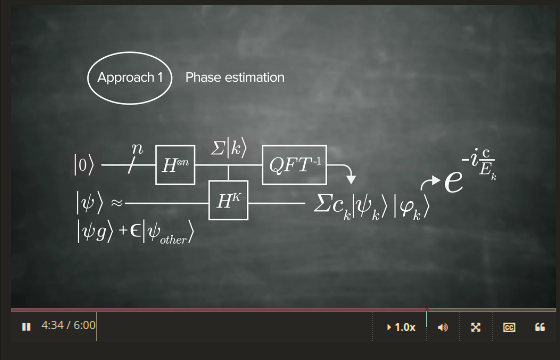 Approach 1 Phase estimation
n Σ|k⟩
|0⟩ H^⊗n QFT⁻¹
e^{-i c/E_k}
|ψ⟩ ≈ H^K Σc_k|ψ_k⟩|φ_k⟩
|ψg⟩+ϵ|ψ_other⟩
4:34 / 6:00 1.0x CC